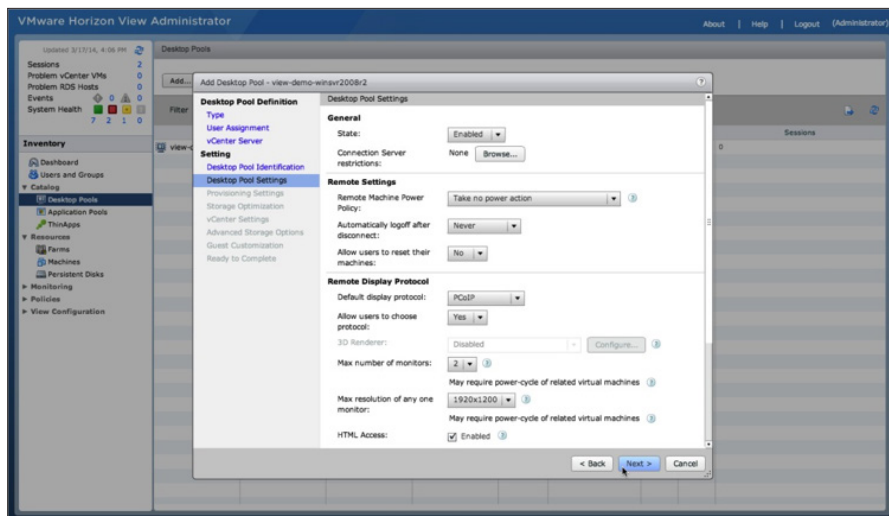 VMware Horizon View Administrator
About | Help | Logout (Administrator)
Updated 3/17/14, 4:06 PM
Sessions 2
Problem vCenter VMs 0
Problem RDS Hosts 0
Events 0 0
System Health
7 2 1 0
Inventory
Dashboard
Users and Groups
Catalog
Desktop Pools
Application Pools
ThinApps
Resources
Farms
Machines
Persistent Disks
Monitoring
Policies
View Configuration
Desktop Pools
Add...
Filter
Sessions
view-d
0
Add Desktop Pool - view-demo-winsvr2008r2
Desktop Pool Definition
Type
User Assignment
vCenter Server
Setting
Desktop Pool Identification
Desktop Pool Settings
Provisioning Settings
Storage Optimization
vCenter Settings
Advanced Storage Options
Guest Customization
Ready to Complete
Desktop Pool Settings
General
State: Enabled
Connection Server restrictions: None Browse...
Remote Settings
Remote Machine Power Policy: Take no power action
Automatically logoff after disconnect: Never
Allow users to reset their machines: No
Remote Display Protocol
Default display protocol: PCoIP
Allow users to choose protocol: Yes
3D Renderer: Disabled Configure...
Max number of monitors: 2
May require power-cycle of related virtual machines
Max resolution of any one monitor: 1920x1200
May require power-cycle of related virtual machines
HTML Access: Enabled
< Back Next > Cancel